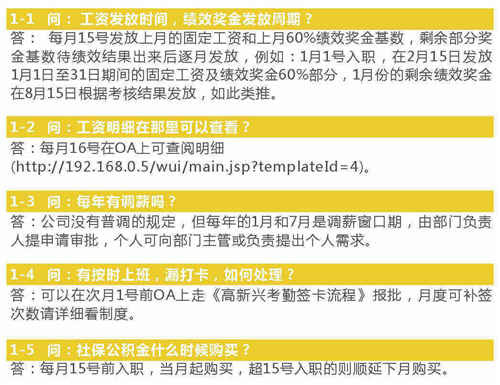 1-1 问：工资发放时间，绩效奖金发放周期？
答： 每月15号发放上月的固定工资和上月60%绩效奖金基数，剩余部分奖
金基数待绩效结果出来后逐月发放，例如：1月1号入职，在2月15日发放
1月1日至31日期间的固定工资及绩效奖金60%部分，1月份的剩余绩效奖金
在8月15日根据考核结果发放，如此类推。
1-2 问：工资明细在那里可以查看？
答：每月16号在OA上可查阅明细
(http://192.168.0.5/wui/main.jsp?templateId=4)。
1-3 问：每年有调薪吗？
答：公司没有普调的规定，但每年的1月和7月是调薪窗口期，由部门负责
人提申请审批，个人可向部门主管或负责提出个人需求。
1-4 问：有按时上班，漏打卡，如何处理？
答：可以在次月1号前OA上走《高新兴考勤签卡流程》报批，月度可补签
次数请详细看制度。
1-5 问：社保公积金什么时候购买？
答：每月15号前入职，当月起购买，超15号入职的则顺延下月购买。